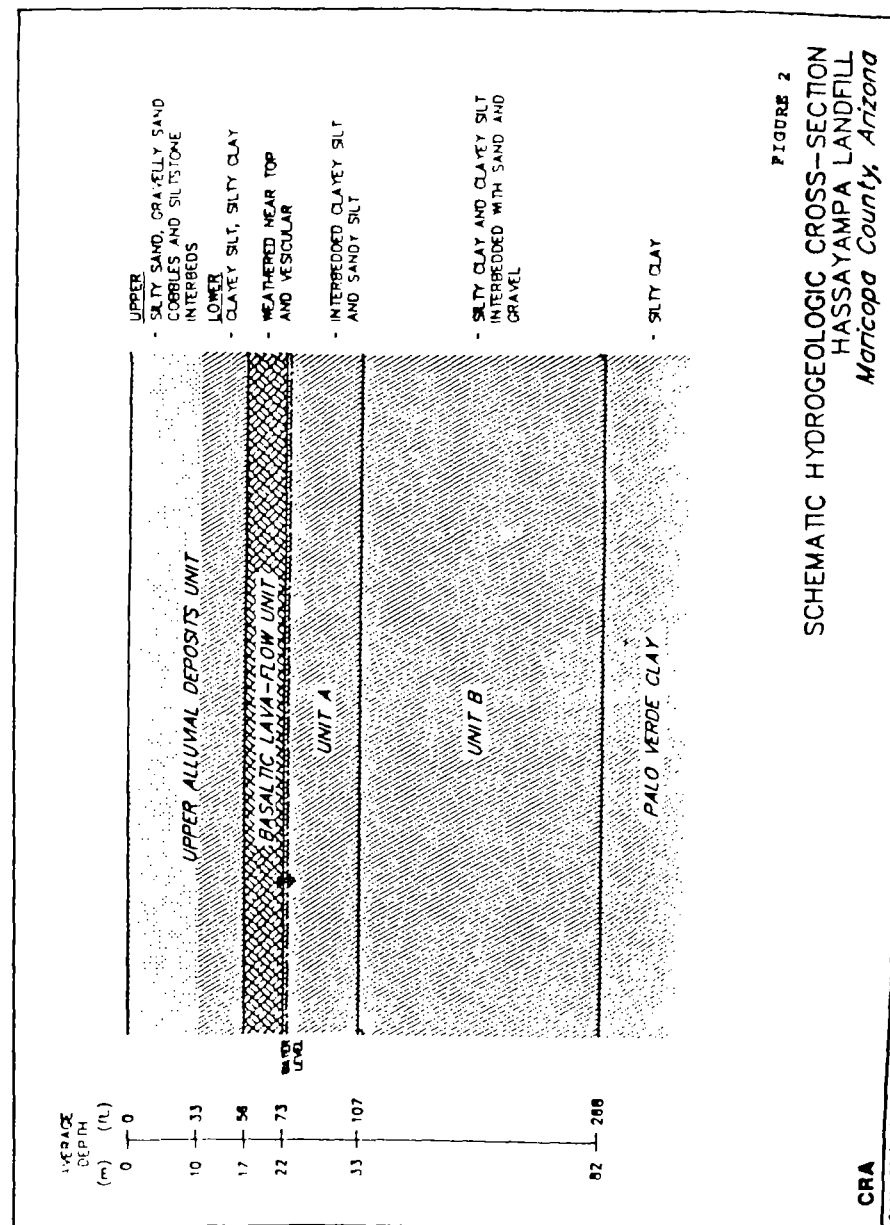 AVERAGE
DEPTH
(m) (ft.)
0 0
10 33
17 56
22 73
33 107
82 268
WATER
LEVEL
UPPER ALLUVIAL DEPOSITS UNIT
BASALTIC LAVA-FLOW UNIT
UNIT A
UNIT B
PALO VERDE CLAY
UPPER
- SILTY SAND, GRAVELLY SAND
COBBLES AND SILTSTONE
INTERBEDS
LOWER
- CLAYEY SILT, SILTY CLAY
- WEATHERED NEAR TOP
AND VESICULAR
- INTERBEDDED CLAYEY SILT
AND SANDY SILT
- SILTY CLAY AND CLAYEY SILT
INTERBEDDED WITH SAND AND
GRAVEL
- SILTY CLAY
FIGURE 2
SCHEMATIC HYDROGEOLOGIC CROSS-SECTION
HASSAYAMPA LANDFILL
Maricopa County, Arizona
CRA